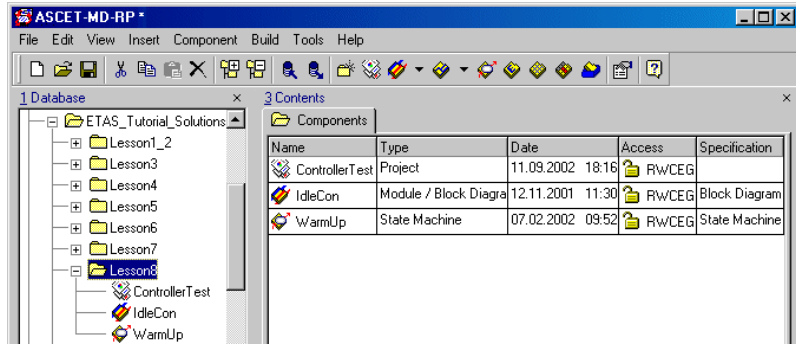 ASCET-MD-RP *
File Edit View Insert Component Build Tools Help
1 Database
3 Contents
ETAS_Tutorial_Solutions
Lesson1_2
Lesson3
Lesson4
Lesson5
Lesson6
Lesson7
Lesson8
ControllerTest
IdleCon
WarmUp
Components
Name Type Date Access Specification
ControllerTest Project 11.09.2002 18:16 RWCEG
IdleCon Module / Block Diagra 12.11.2001 11:30 RWCEG Block Diagram
WarmUp State Machine 07.02.2002 09:52 RWCEG State Machine